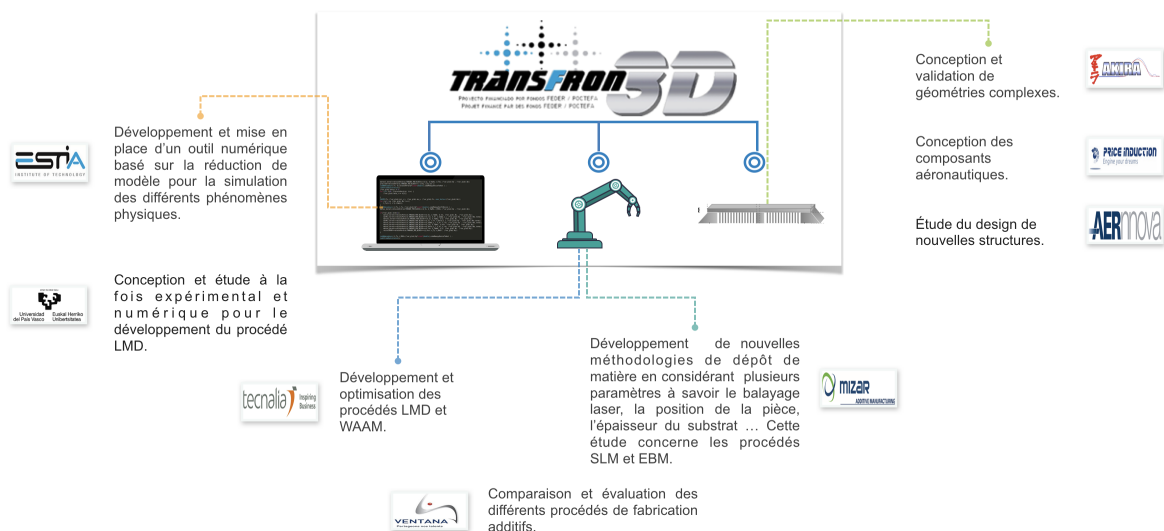 TRANSFRON 3D
PROYECTO FINANCIADO POR FONDOS FEDER / POCTEFA
PROJET FINANCÉ PAR DES FONDS FEDER / POCTEFA
ESTIA
INSTITUTE OF TECHNOLOGY
Développement et mise en
place d'un outil numérique
basé sur la réduction de
modèle pour la simulation
des différents phénomènes
physiques.
Universidad
del País Vasco
Euskal Herriko
Unibertsitatea
Conception et étude à la
fois expérimental et
numérique pour le
développement du procédé
LMD.
tecnalia
Inspiring
Business
Développement et
optimisation des
procédés LMD et
WAAM.
Développement de nouvelles
méthodologies de dépôt de
matière en considérant plusieurs
paramètres à savoir le balayage
laser, la position de la pièce,
l'épaisseur du substrat … Cette
étude concerne les procédés
SLM et EBM.
MIZAR
ADDITIVE MANUFACTURING
VENTANA
Comparaison et évaluation des
différents procédés de fabrication
additifs.
Conception et
validation de
géométries complexes.
AKIRA
Conception des
composants
aéronautiques.
PRICE INDUCTION
Engine your dreams
Étude du design de
nouvelles structures.
AERnnova